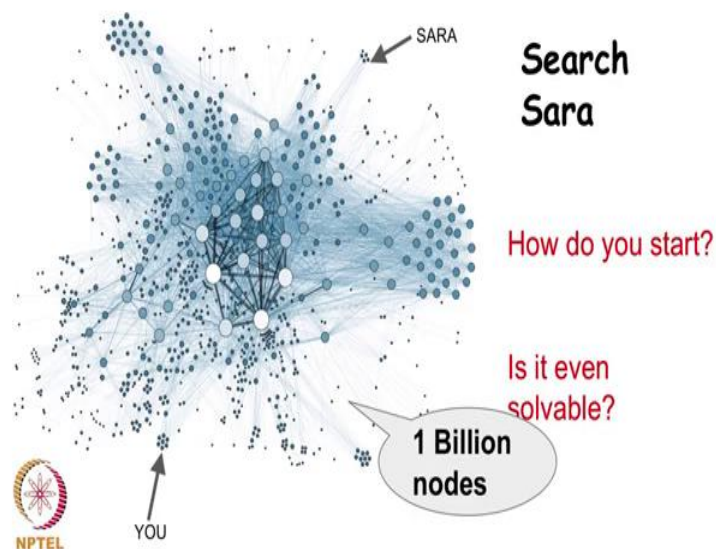 SARA
Search
Sara
How do you start?
Is it even
solvable?
1 Billion
nodes
YOU
NPTEL